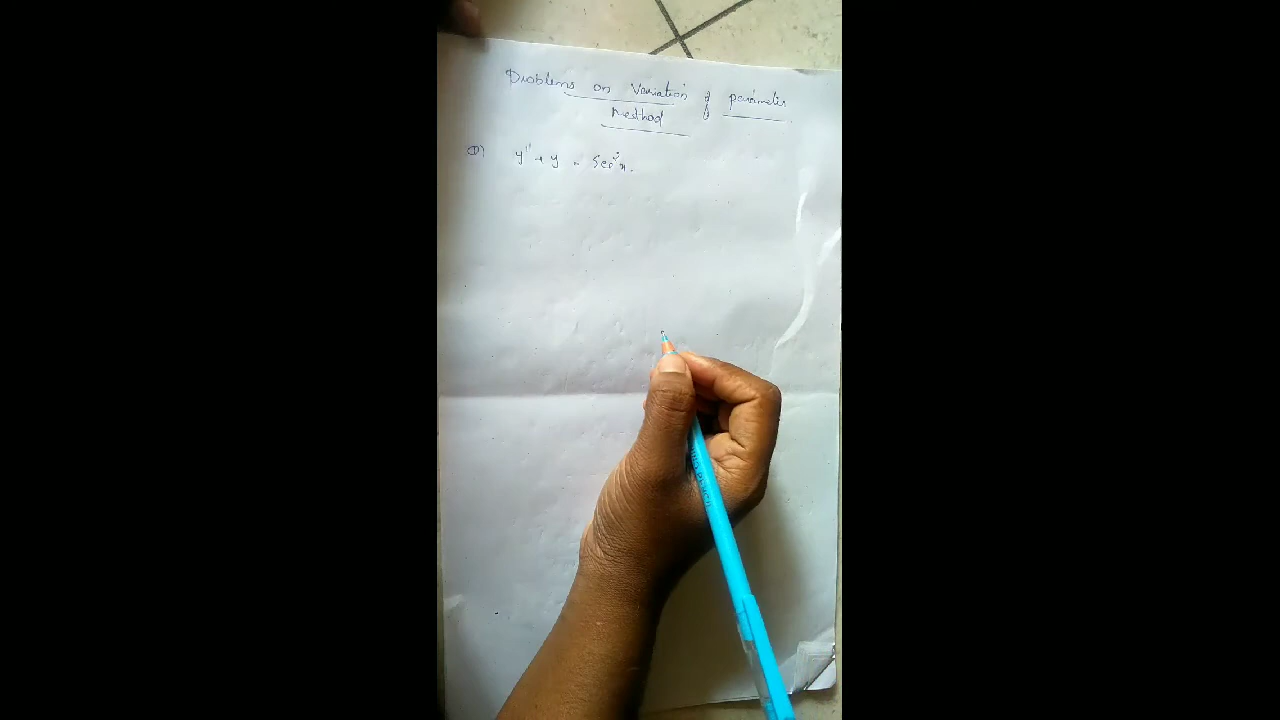 Problems on Variation of parameter
Method
① y'' + y = Sec²x.